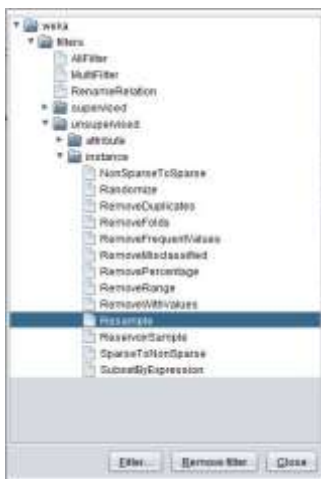 weka
filters
AllFilter
MultiFilter
RenameRelation
supervised
unsupervised
attribute
instance
NonSparseToSparse
Randomize
RemoveDuplicates
RemoveFolds
RemoveFrequentValues
RemoveMisclassified
RemovePercentage
RemoveRange
RemoveWithValues
Resample
ReservoirSample
SparseToNonSparse
SubsetByExpression
Filter... Remove filter Close